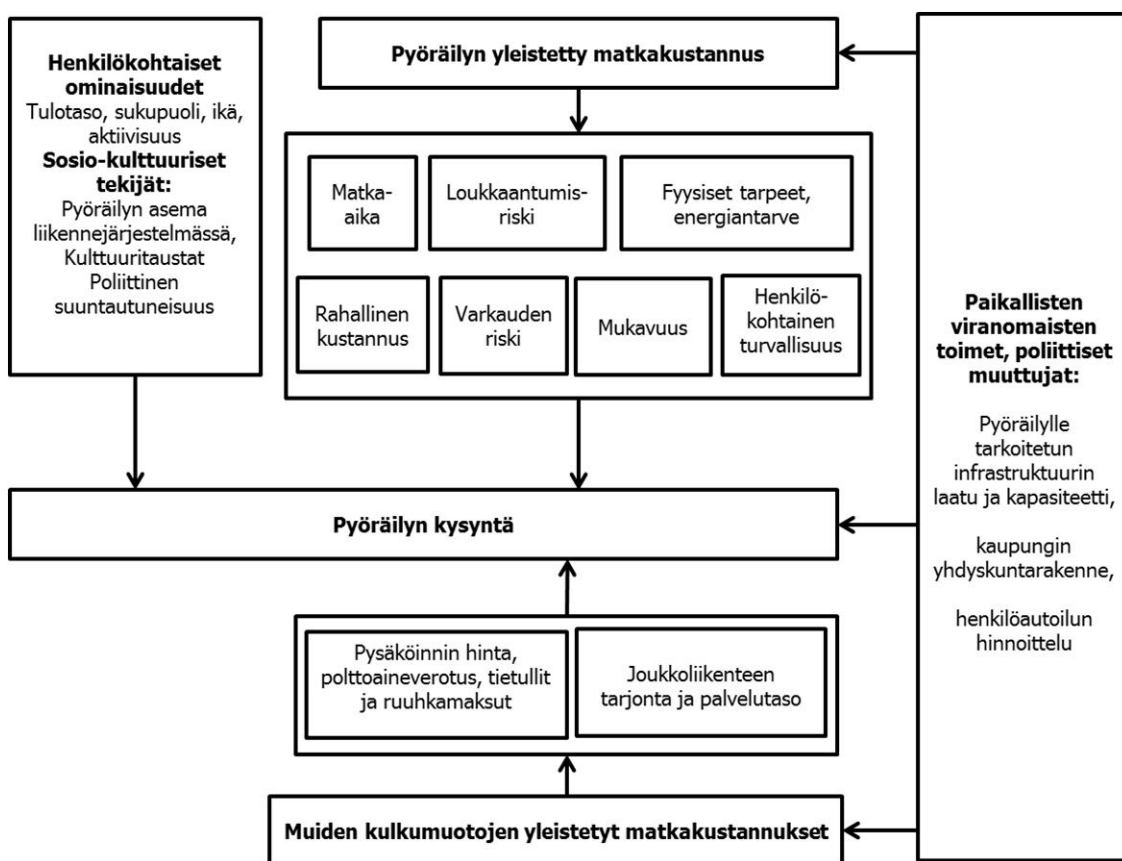 Henkilökohtaiset
ominaisuudet
Tulotaso, sukupuoli, ikä,
aktiivisuus
Sosio-kulttuuriset
tekijät:
Pyöräilyn asema
liikennejärjestelmässä,
Kulttuuritaustat
Poliittinen
suuntautuneisuus
Pyöräilyn yleistetty matkakustannus
Matka-
aika
Loukkaantumis-
riski
Fyysiset tarpeet,
energiantarve
Rahallinen
kustannus
Varkauden
riski
Mukavuus
Henkilö-
kohtainen
turvallisuus
Pyöräilyn kysyntä
Pysäköinnin hinta,
polttoaineverotus, tietullit
ja ruuhkamaksut
Joukkoliikenteen
tarjonta ja palvelutaso
Muiden kulkumuotojen yleistetyt matkakustannukset
Paikallisten
viranomaisten
toimet, poliittiset
muuttujat:
Pyöräilylle
tarkoitetun
infrastruktuurin
laatu ja kapasiteetti,
kaupungin
yhdyskuntarakenne,
henkilöautoilun
hinnoittelu